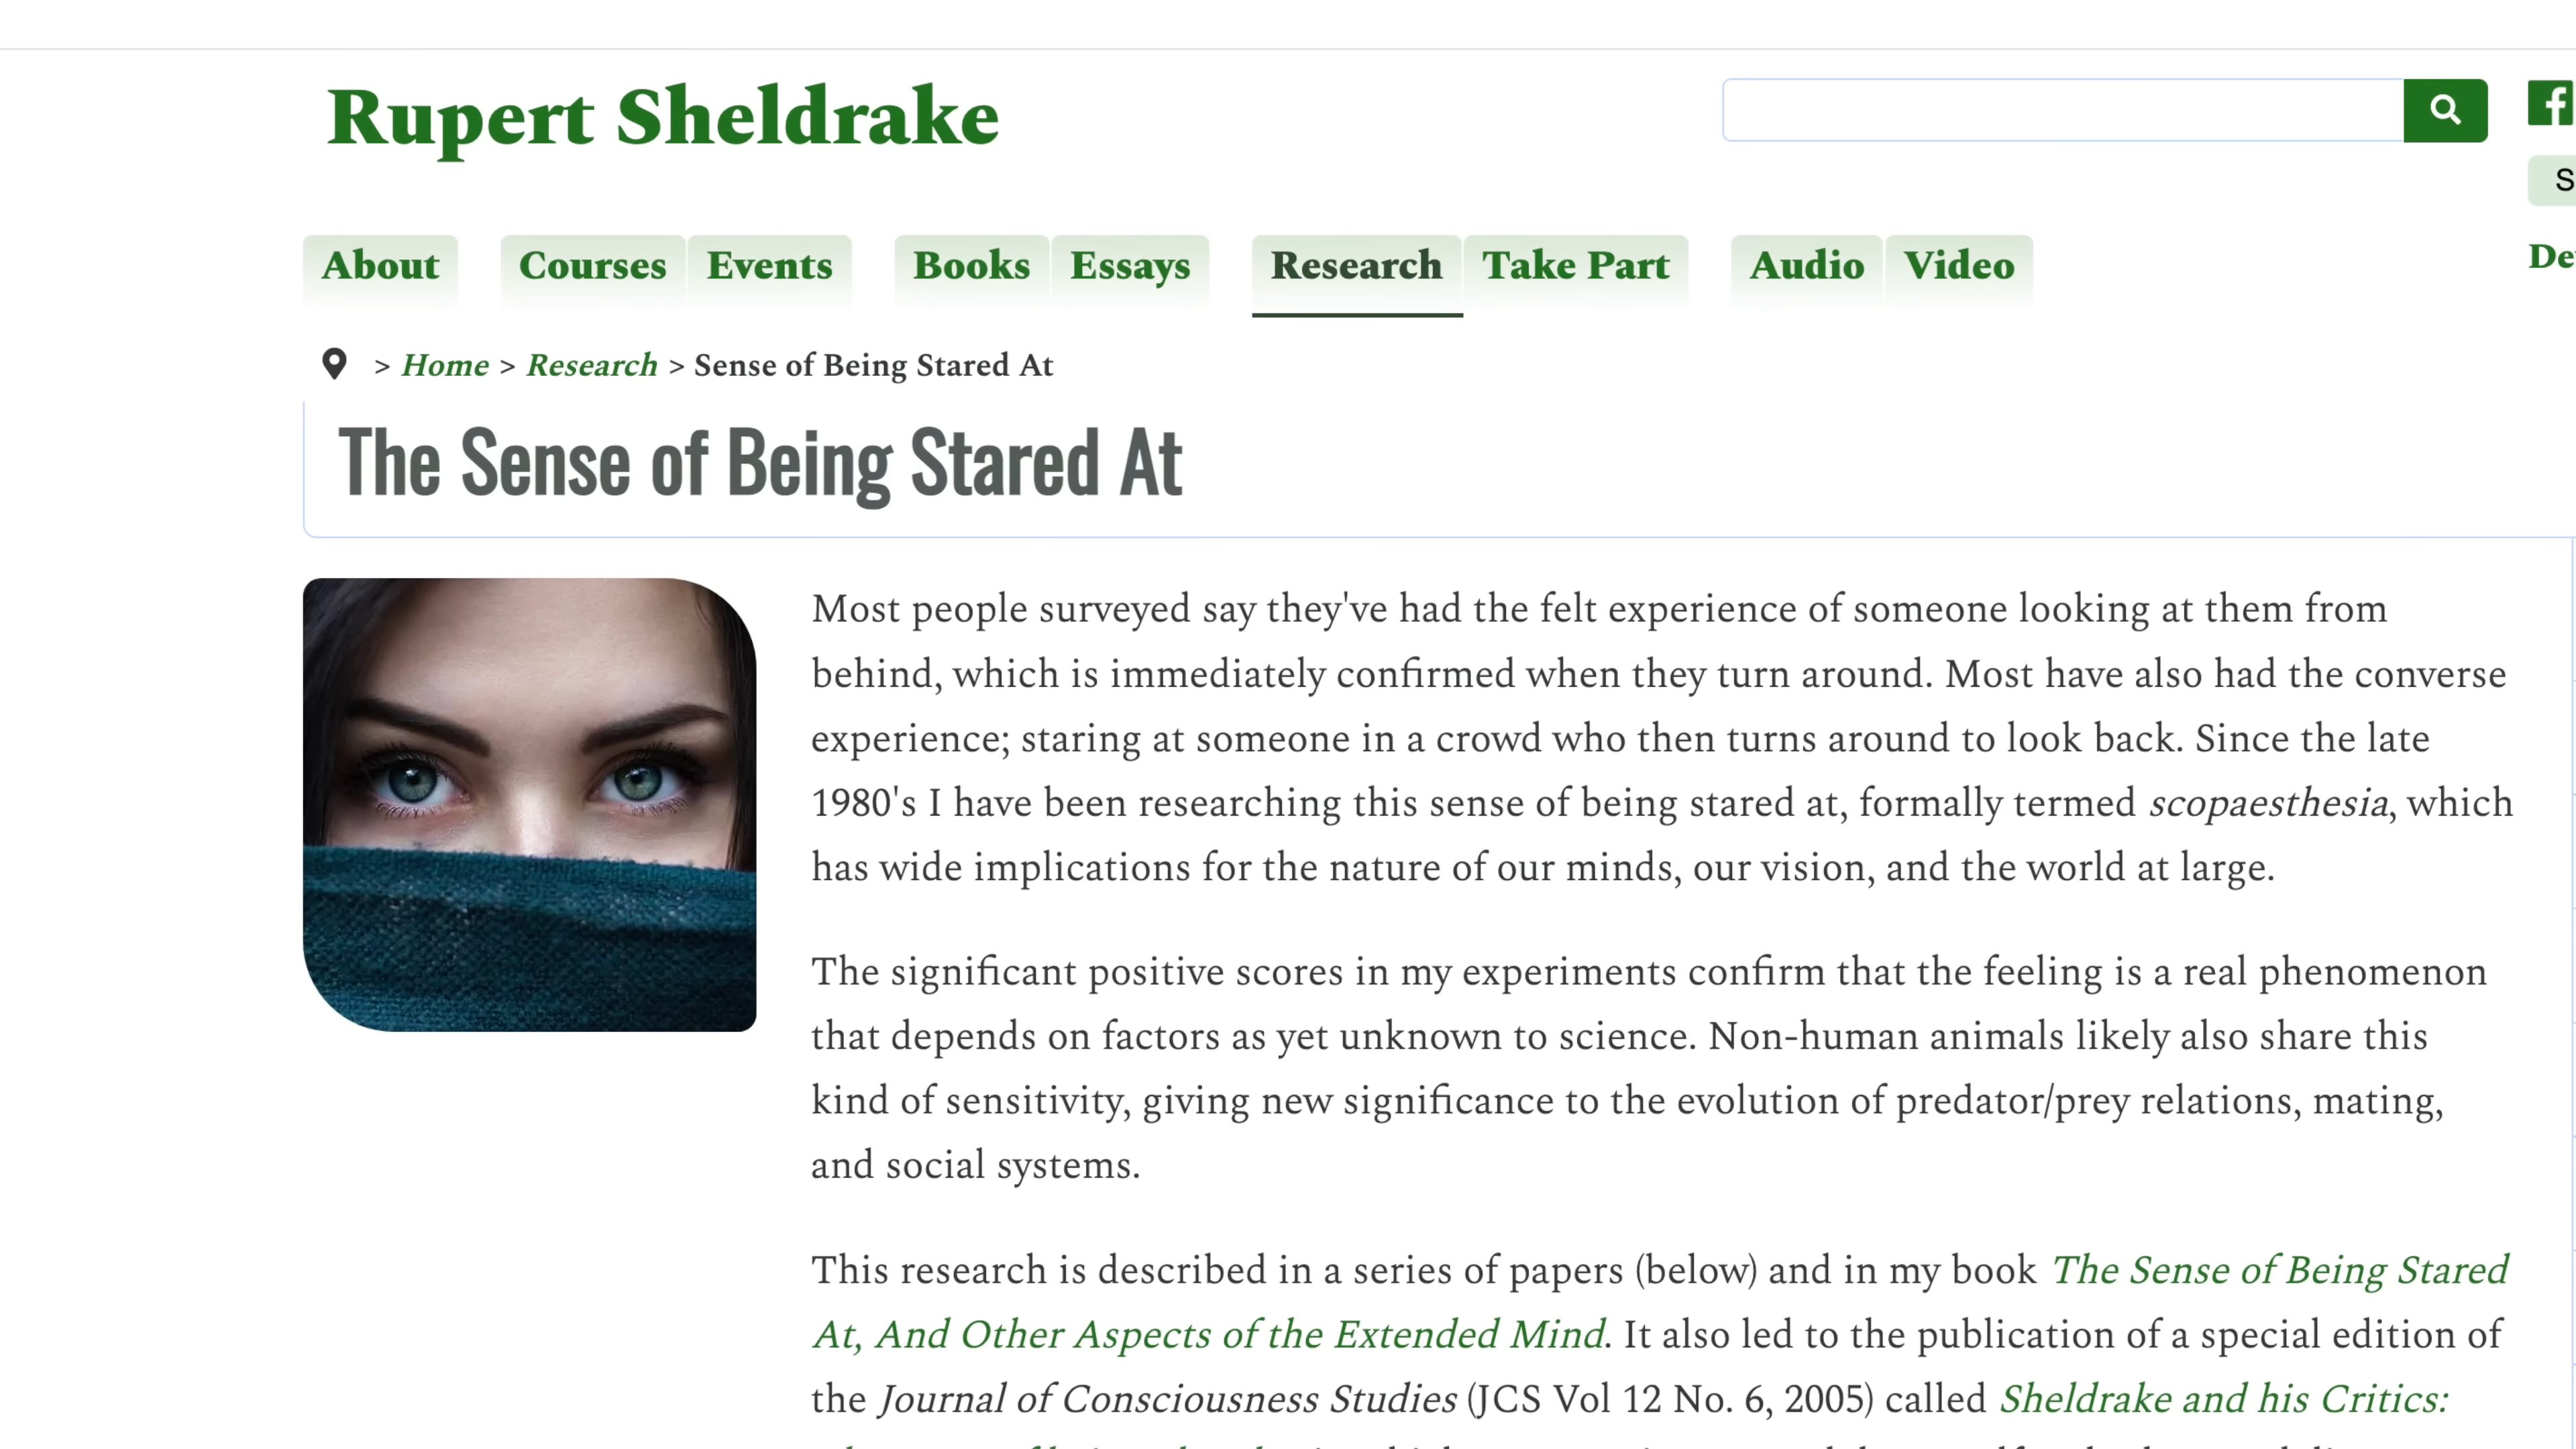 Rupert Sheldrake
About Courses Events Books Essays Research Take Part Audio Video
> Home > Research > Sense of Being Stared At
The Sense of Being Stared At
Most people surveyed say they've had the felt experience of someone looking at them from
behind, which is immediately confirmed when they turn around. Most have also had the converse
experience; staring at someone in a crowd who then turns around to look back. Since the late
1980's I have been researching this sense of being stared at, formally termed scopaesthesia, which
has wide implications for the nature of our minds, our vision, and the world at large.
The significant positive scores in my experiments confirm that the feeling is a real phenomenon
that depends on factors as yet unknown to science. Non-human animals likely also share this
kind of sensitivity, giving new significance to the evolution of predator/prey relations, mating,
and social systems.
This research is described in a series of papers (below) and in my book The Sense of Being Stared
At, And Other Aspects of the Extended Mind. It also led to the publication of a special edition of
the Journal of Consciousness Studies (JCS Vol 12 No. 6, 2005) called Sheldrake and his Critics: